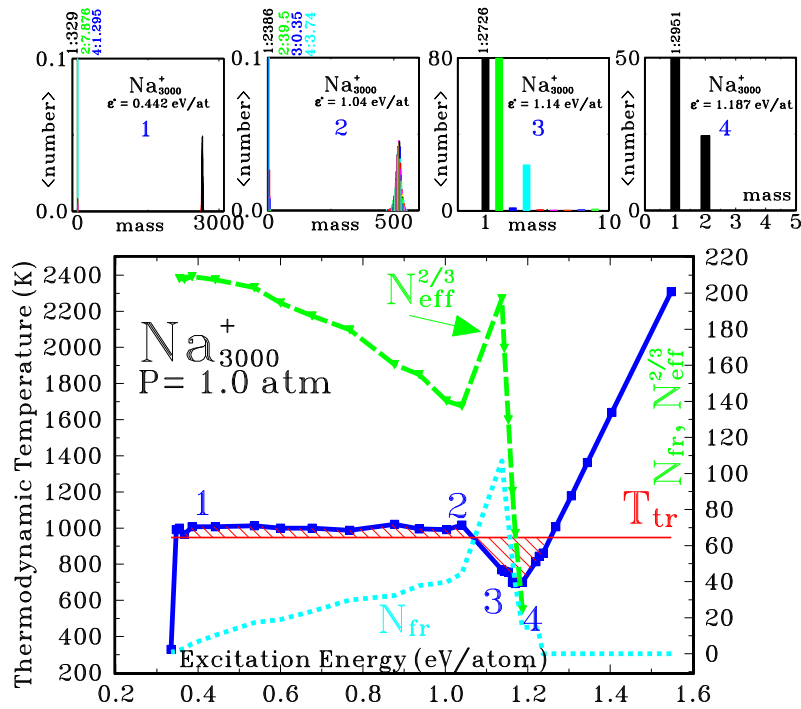 1:329
2:7.876
4:1.295
1:2386
2:39.5
3:0.35
4:3.74
1:2726
1:2951
0.1
0.0
<number>
Na+3000
ε* = 0.442 eV/at
1
0
mass
3000
0.1
0.0
<number>
Na+3000
ε* = 1.04 eV/at
2
0
mass
500
80
0
<number>
Na+3000
ε* = 1.14 eV/at
3
1
mass
10
50
0
<number>
Na+3000
ε* = 1.187 eV/at
4
mass
0 1 2 3 4 5
Thermodynamic Temperature (K)
2400
2200
2000
1800
1600
1400
1200
1000
800
600
400
200
Na+3000
P= 1.0 atm
N2/3eff
1
2
3
4
Ttr
Nfr
Excitation Energy (eV/atom)
0.2 0.4 0.6 0.8 1.0 1.2 1.4 1.6
220
200
180
160
140
120
100
80
60
40
20
0
Nfr, N2/3eff